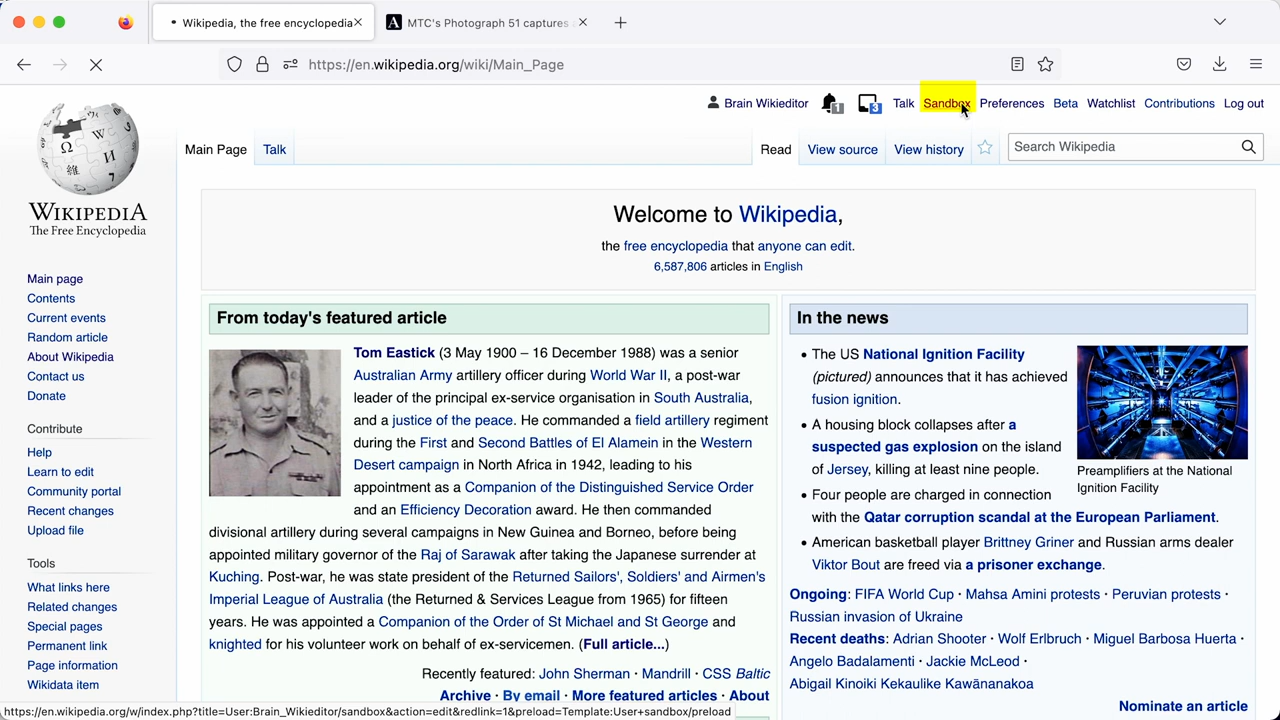 Wikipedia, the free encyclopedia
MTC's Photograph 51 captures
https://en.wikipedia.org/wiki/Main_Page
Brain Wikieditor 1 3 Talk Sandbox Preferences Beta Watchlist Contributions Log out
Main Page Talk Read View source View history Search Wikipedia
WIKIPEDIA
The Free Encyclopedia
Main page
Contents
Current events
Random article
About Wikipedia
Contact us
Donate
Contribute
Help
Learn to edit
Community portal
Recent changes
Upload file
Tools
What links here
Related changes
Special pages
Permanent link
Page information
Wikidata item
Welcome to Wikipedia,
the free encyclopedia that anyone can edit.
6,587,806 articles in English
From today's featured article
Tom Eastick (3 May 1900 – 16 December 1988) was a senior
Australian Army artillery officer during World War II, a post-war
leader of the principal ex-service organisation in South Australia,
and a justice of the peace. He commanded a field artillery regiment
during the First and Second Battles of El Alamein in the Western
Desert campaign in North Africa in 1942, leading to his
appointment as a Companion of the Distinguished Service Order
and an Efficiency Decoration award. He then commanded
divisional artillery during several campaigns in New Guinea and Borneo, before being
appointed military governor of the Raj of Sarawak after taking the Japanese surrender at
Kuching. Post-war, he was state president of the Returned Sailors', Soldiers' and Airmen's
Imperial League of Australia (the Returned & Services League from 1965) for fifteen
years. He was appointed a Companion of the Order of St Michael and St George and
knighted for his volunteer work on behalf of ex-servicemen. (Full article...)
Recently featured: John Sherman · Mandrill · CSS Baltic
Archive · By email · More featured articles · About
In the news
• The US National Ignition Facility
(pictured) announces that it has achieved
fusion ignition.
• A housing block collapses after a
suspected gas explosion on the island
of Jersey, killing at least nine people.
• Four people are charged in connection
with the Qatar corruption scandal at the European Parliament.
• American basketball player Brittney Griner and Russian arms dealer
Viktor Bout are freed via a prisoner exchange.
Preamplifiers at the National
Ignition Facility
Ongoing: FIFA World Cup · Mahsa Amini protests · Peruvian protests ·
Russian invasion of Ukraine
Recent deaths: Adrian Shooter · Wolf Erlbruch · Miguel Barbosa Huerta ·
Angelo Badalamenti · Jackie McLeod ·
Abigail Kinoiki Kekaulike Kawānanakoa
Nominate an article
https://en.wikipedia.org/w/index.php?title=User:Brain_Wikieditor/sandbox&action=edit&redlink=1&preload=Template:User+sandbox/preload